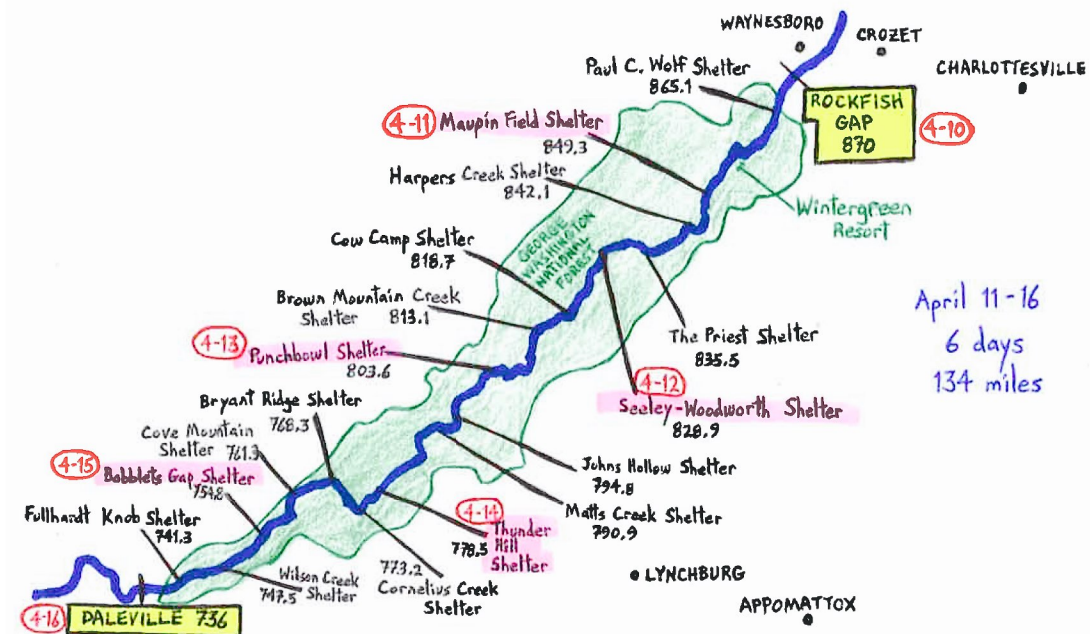 WAYNESBORO
CROZET
CHARLOTTESVILLE
Paul C. Wolf Shelter
865.1
ROCKFISH
GAP
870
4-10
4-11
Maupin Field Shelter
849.3
Harpers Creek Shelter
842.1
Wintergreen
Resort
GEORGE
WASHINGTON
NATIONAL
FOREST
Cow Camp Shelter
818.7
Brown Mountain Creek
Shelter 813.1
The Priest Shelter
835.5
April 11-16
6 days
134 miles
4-13
Punchbowl Shelter
803.6
4-12
Seeley-Woodworth Shelter
828.9
Bryant Ridge Shelter
768.3
Cove Mountain
Shelter 761.3
4-15
Bobblets Gap Shelter
754.8
Johns Hollow Shelter
794.8
Matts Creek Shelter
790.9
Fullhardt Knob Shelter
741.3
4-14
Thunder
Hill
Shelter
778.5
Wilson Creek
Shelter
747.5
773.2
Cornelius Creek
Shelter
LYNCHBURG
APPOMATTOX
4-16
DALEVILLE 736